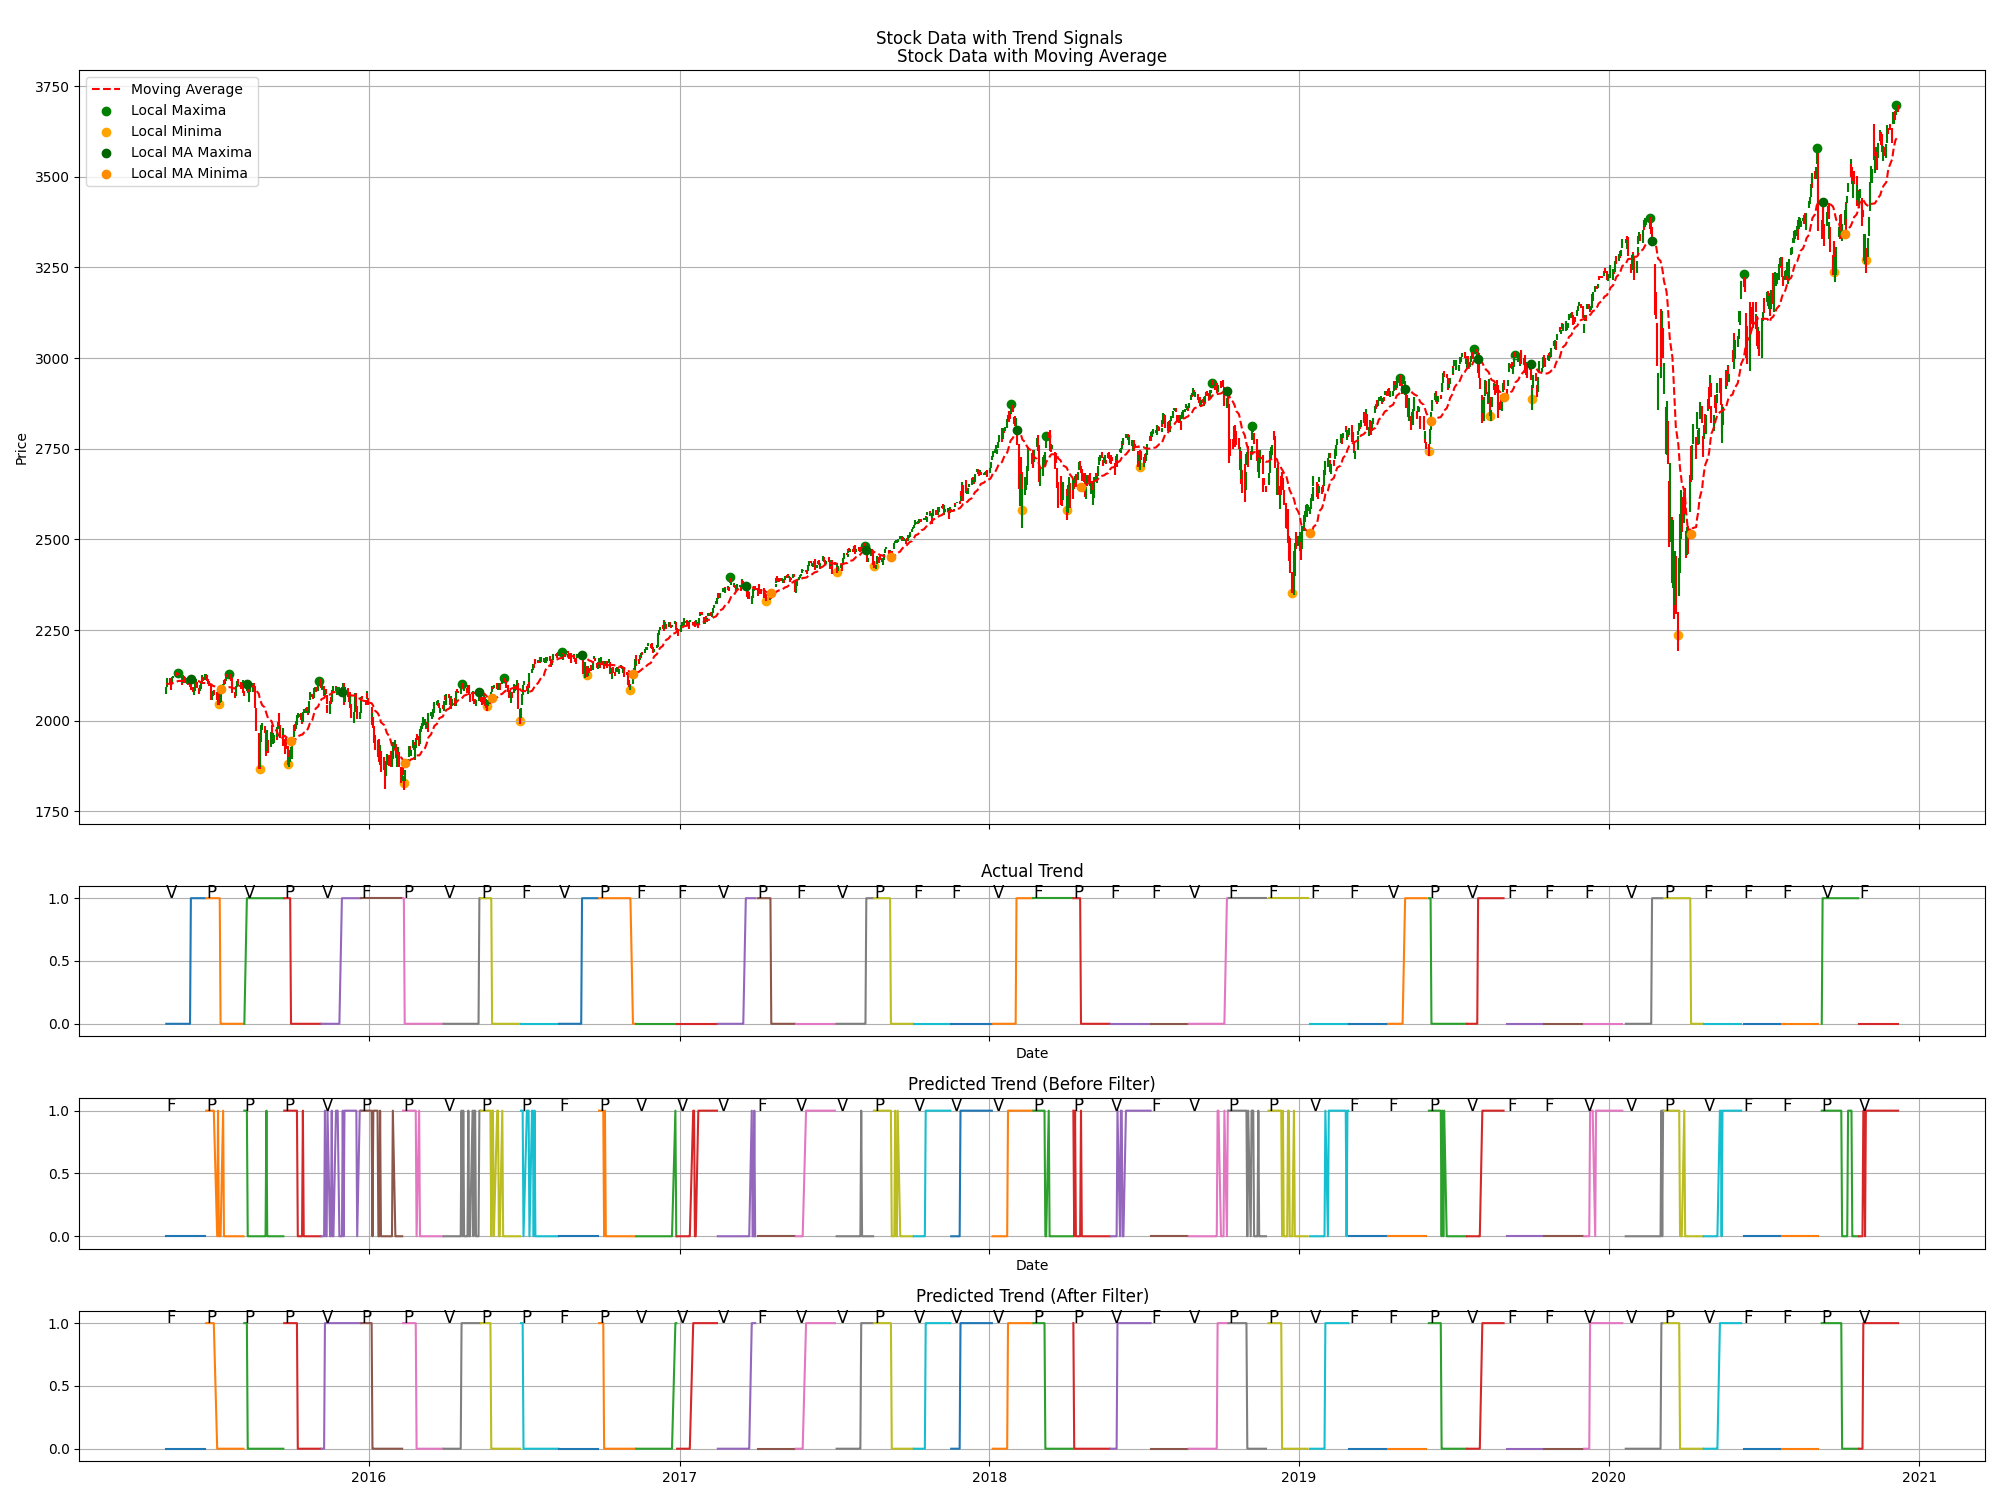 Stock Data with Trend Signals
Stock Data with Moving Average
Moving Average
Local Maxima
Local Minima
Local MA Maxima
Local MA Minima
Price
3750
3500
3250
3000
2750
2500
2250
2000
1750
Actual Trend
V P V P V F P V P F V P F F V P F V P F F V F P F F V F F F F V P V F F F V P F F F V F
1.0
0.5
0.0
Date
Predicted Trend (Before Filter)
F P P P V P P V P P F P V V V F V V P V V V P P V F V P P V F F P V F F V V P V F F P V
1.0
0.5
0.0
Date
Predicted Trend (After Filter)
F P P P V P P V P P F P V V V F V V P V V V P P V F V P P V F F P V F F V V P V F F P V
1.0
0.5
0.0
2016 2017 2018 2019 2020 2021